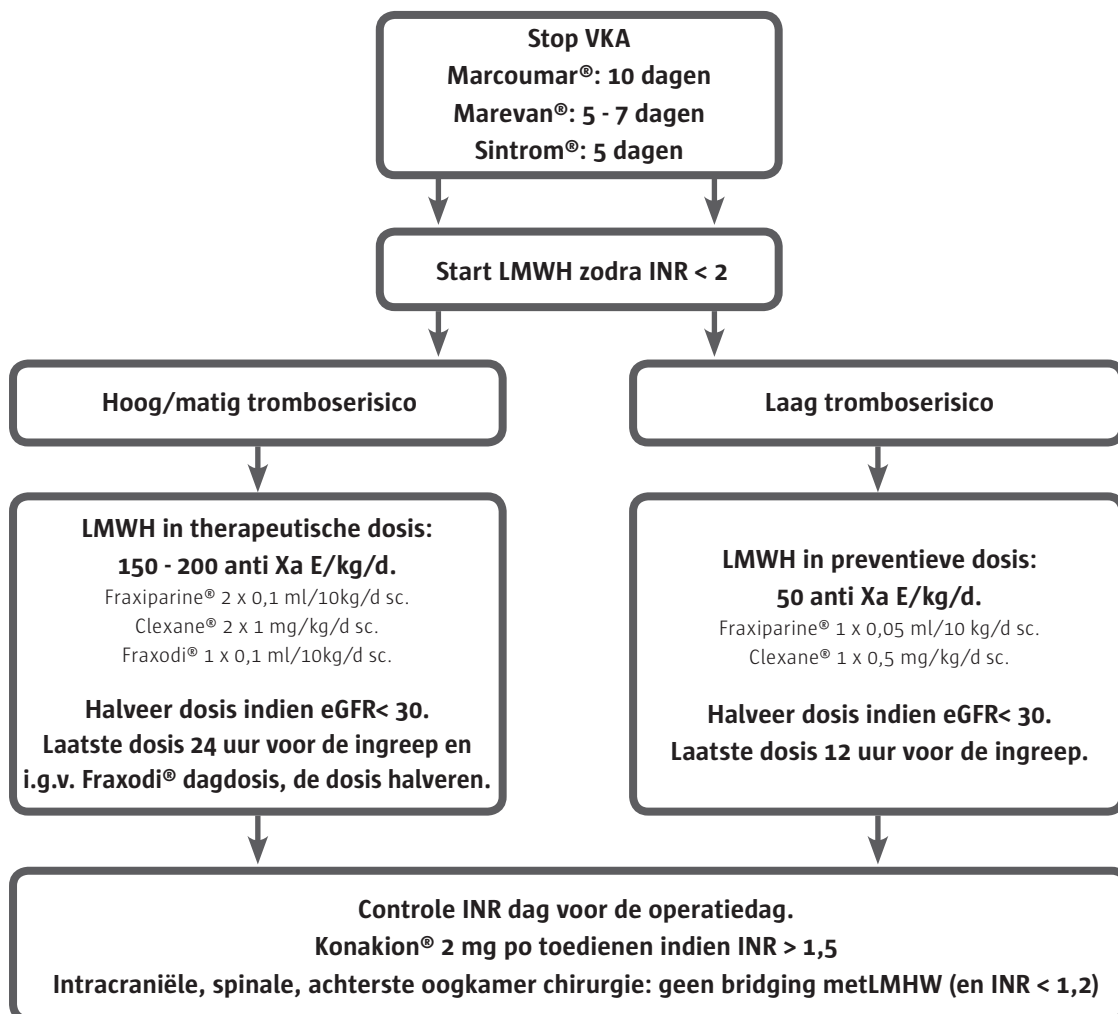 Stop VKA
Marcoumar®: 10 dagen
Marevan®: 5 - 7 dagen
Sintrom®: 5 dagen
Start LMWH zodra INR < 2
Hoog/matig tromboserisico
Laag tromboserisico
LMWH in therapeutische dosis:
150 - 200 anti Xa E/kg/d.
Fraxiparine® 2 x 0,1 ml/10kg/d sc.
Clexane® 2 x 1 mg/kg/d sc.
Fraxodi® 1 x 0,1 ml/10kg/d sc.
Halveer dosis indien eGFR< 30.
Laatste dosis 24 uur voor de ingreep en
i.g.v. Fraxodi® dagdosis, de dosis halveren.
LMWH in preventieve dosis:
50 anti Xa E/kg/d.
Fraxiparine® 1 x 0,05 ml/10 kg/d sc.
Clexane® 1 x 0,5 mg/kg/d sc.
Halveer dosis indien eGFR< 30.
Laatste dosis 12 uur voor de ingreep.
Controle INR dag voor de operatiedag.
Konakion® 2 mg po toedienen indien INR > 1,5
Intracraniële, spinale, achterste oogkamer chirurgie: geen bridging metLMHW (en INR < 1,2)